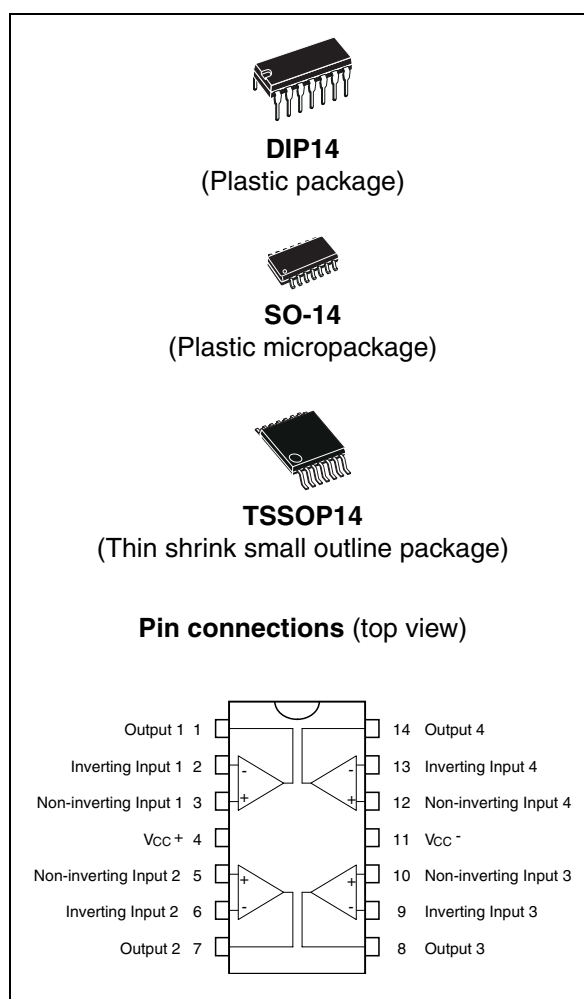 DIP14
(Plastic package)
SO-14
(Plastic micropackage)
TSSOP14
(Thin shrink small outline package)
Pin connections (top view)
Output 1 1 14 Output 4
Inverting Input 1 2 - - 13 Inverting Input 4
Non-inverting Input 1 3 + + 12 Non-inverting Input 4
VCC + 4 11 VCC -
Non-inverting Input 2 5 + + 10 Non-inverting Input 3
Inverting Input 2 6 - - 9 Inverting Input 3
Output 2 7 8 Output 3